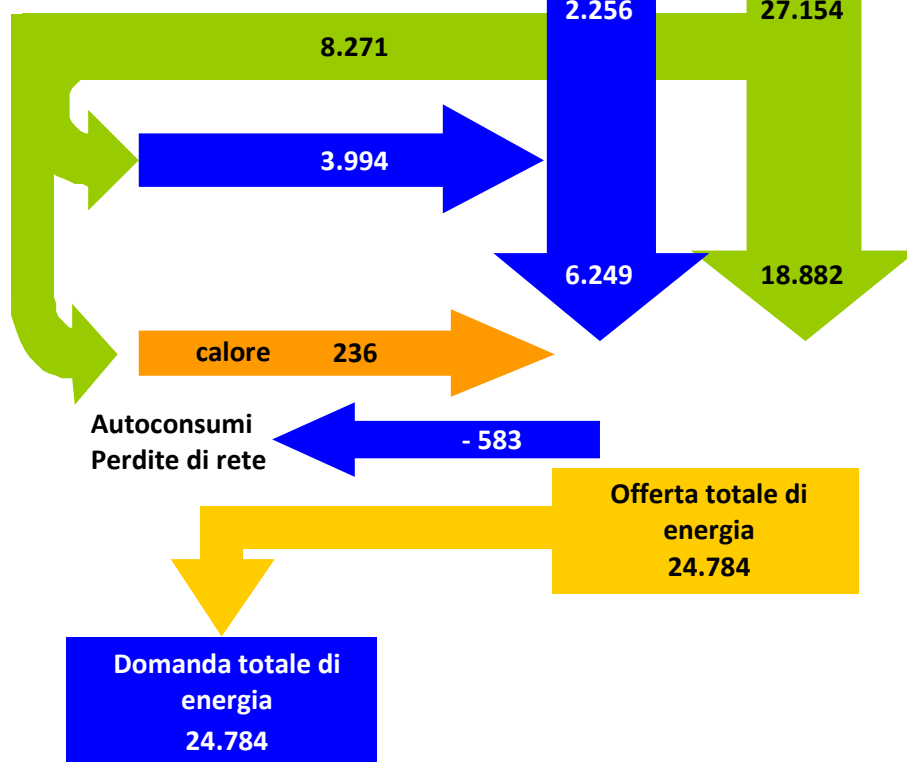 2.256
27.154
8.271
3.994
6.249
18.882
calore 236
Autoconsumi
Perdite di rete
- 583
Offerta totale di
energia
24.784
Domanda totale di
energia
24.784